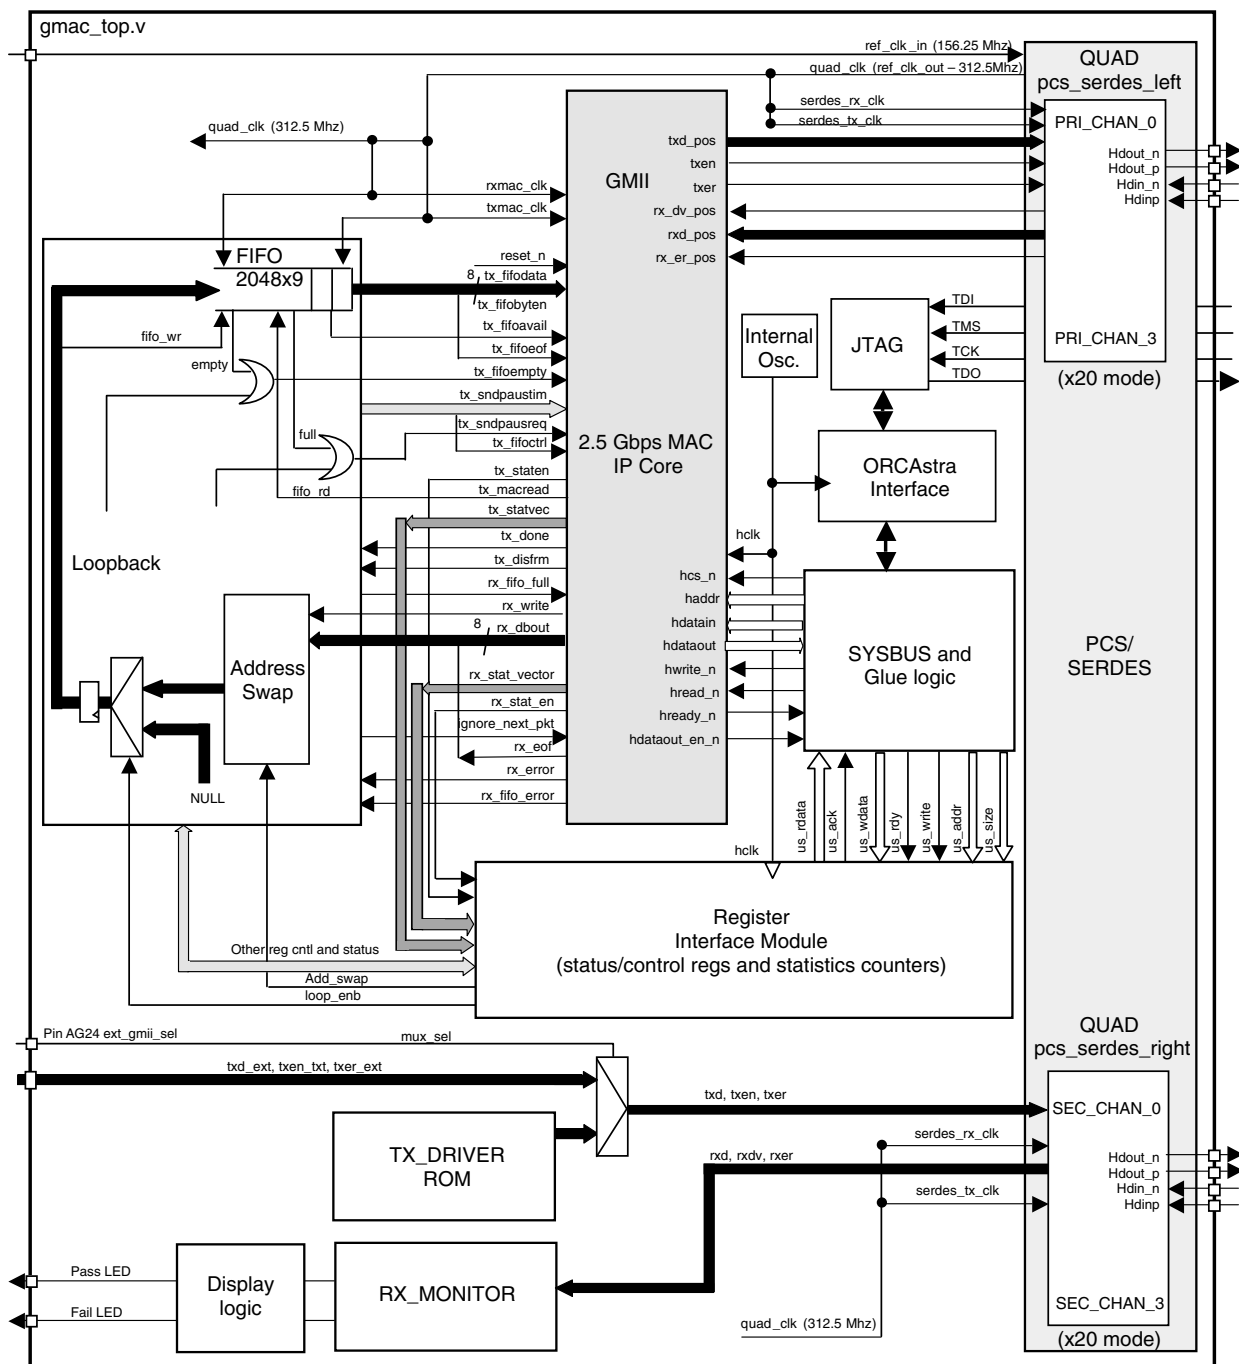 gmac_top.v
ref_clk_in (156.25 Mhz)
quad_clk (ref_clk_out – 312.5Mhz)
QUAD
pcs_serdes_left
serdes_rx_clk
serdes_tx_clk
PRI_CHAN_0
Hdout_n
Hdout_p
Hdin_n
Hdinp
PRI_CHAN_3
(x20 mode)
quad_clk (312.5 Mhz)
rxmac_clk
txmac_clk
GMII
txd_pos
txen
txer
rx_dv_pos
rxd_pos
rx_er_pos
FIFO
2048x9
reset_n
8
tx_fifodata
tx_fifobyten
tx_fifoavail
tx_fifoeof
tx_fifoempty
tx_sndpaustim
tx_sndpausreq
tx_fifoctrl
tx_staten
tx_macread
tx_statvec
tx_done
tx_disfrm
rx_fifo_full
rx_write
8
rx_dbout
rx_stat_vector
rx_stat_en
ignore_next_pkt
rx_eof
rx_error
rx_fifo_error
fifo_wr
empty
full
fifo_rd
Loopback
Address
Swap
NULL
2.5 Gbps MAC
IP Core
Internal
Osc.
JTAG
TDI
TMS
TCK
TDO
ORCAstra
Interface
hclk
hcs_n
haddr
hdatain
hdataout
hwrite_n
hread_n
hready_n
hdataout_en_n
SYSBUS and
Glue logic
PCS/
SERDES
us_rdata
us_ack
us_wdata
us_rdy
us_write
us_addr
us_size
hclk
Register
Interface Module
(status/control regs and statistics counters)
Other reg cntl and status
Add_swap
loop_enb
Pin AG24 ext_gmii_sel
mux_sel
txd_ext, txen_txt, txer_ext
txd, txen, txer
TX_DRIVER
ROM
rxd, rxdv, rxer
serdes_rx_clk
serdes_tx_clk
QUAD
pcs_serdes_right
SEC_CHAN_0
Hdout_n
Hdout_p
Hdin_n
Hdinp
SEC_CHAN_3
(x20 mode)
Pass LED
Fail LED
Display
logic
RX_MONITOR
quad_clk (312.5 Mhz)